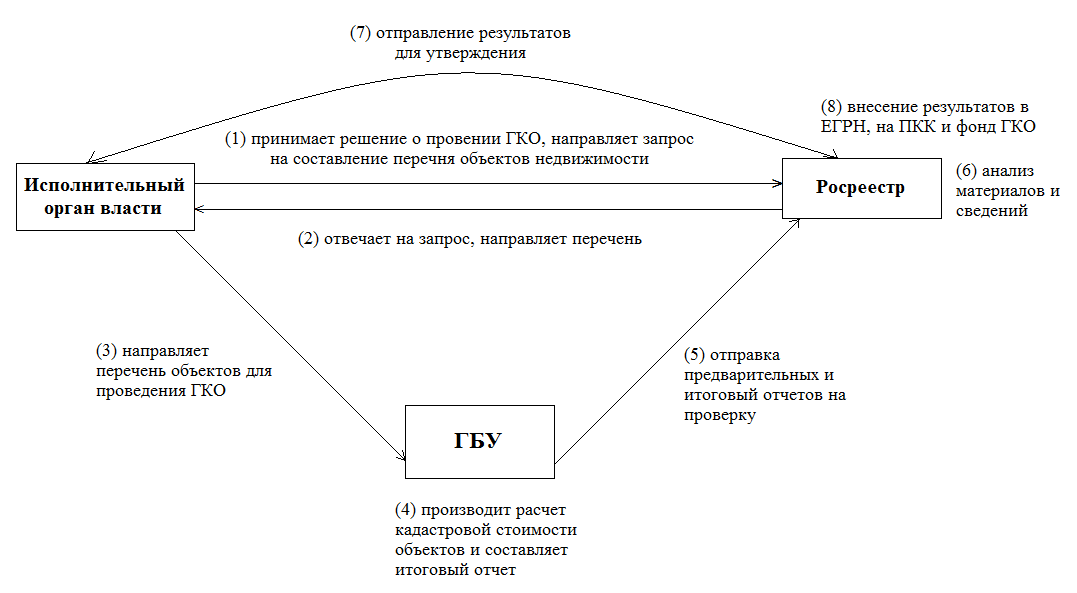 (7) отправление результатов
для утверждения
(8) внесение результатов в
ЕГРН, на ПКК и фонд ГКО
(1) принимает решение о провении ГКО, направляет запрос
на составление перечня объектов недвижимости
Исполнительный
орган власти
Росреестр
(6) анализ
материалов и
сведений
(2) отвечает на запрос, направляет перечень
(3) направляет
перечень объектов для
проведения ГКО
(5) отправка
предварительных и
итоговый отчетов на
проверку
ГБУ
(4) производит расчет
кадастровой стоимости
объектов и составляет
итоговый отчет